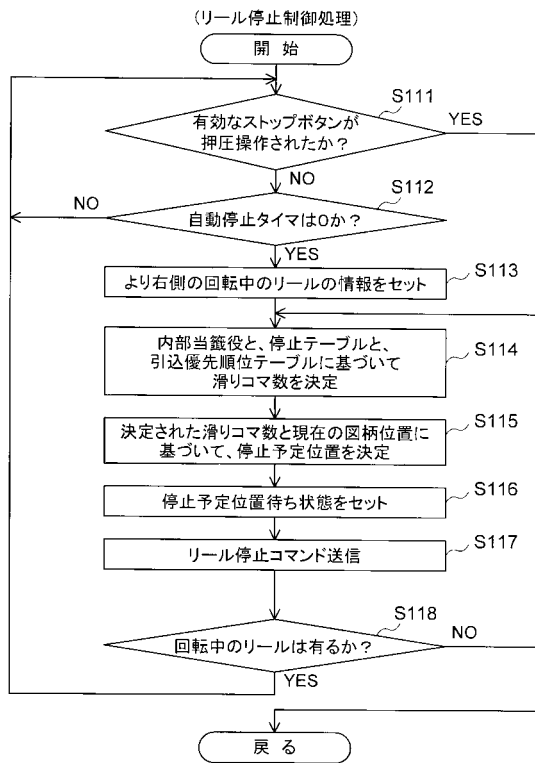 (リール停止制御処理)
開 始
S111
有効なストップボタンが
押圧操作されたか?
YES
NO
S112
NO
自動停止タイマは0か?
YES
S113
より右側の回転中のリールの情報をセット
S114
内部当籤役と、停止テーブルと、
引込優先順位テーブルに基づいて
滑りコマ数を決定
S115
決定された滑りコマ数と現在の図柄位置に
基づいて、停止予定位置を決定
S116
停止予定位置待ち状態をセット
S117
リール停止コマンド送信
S118
回転中のリールは有るか?
NO
YES
戻 る